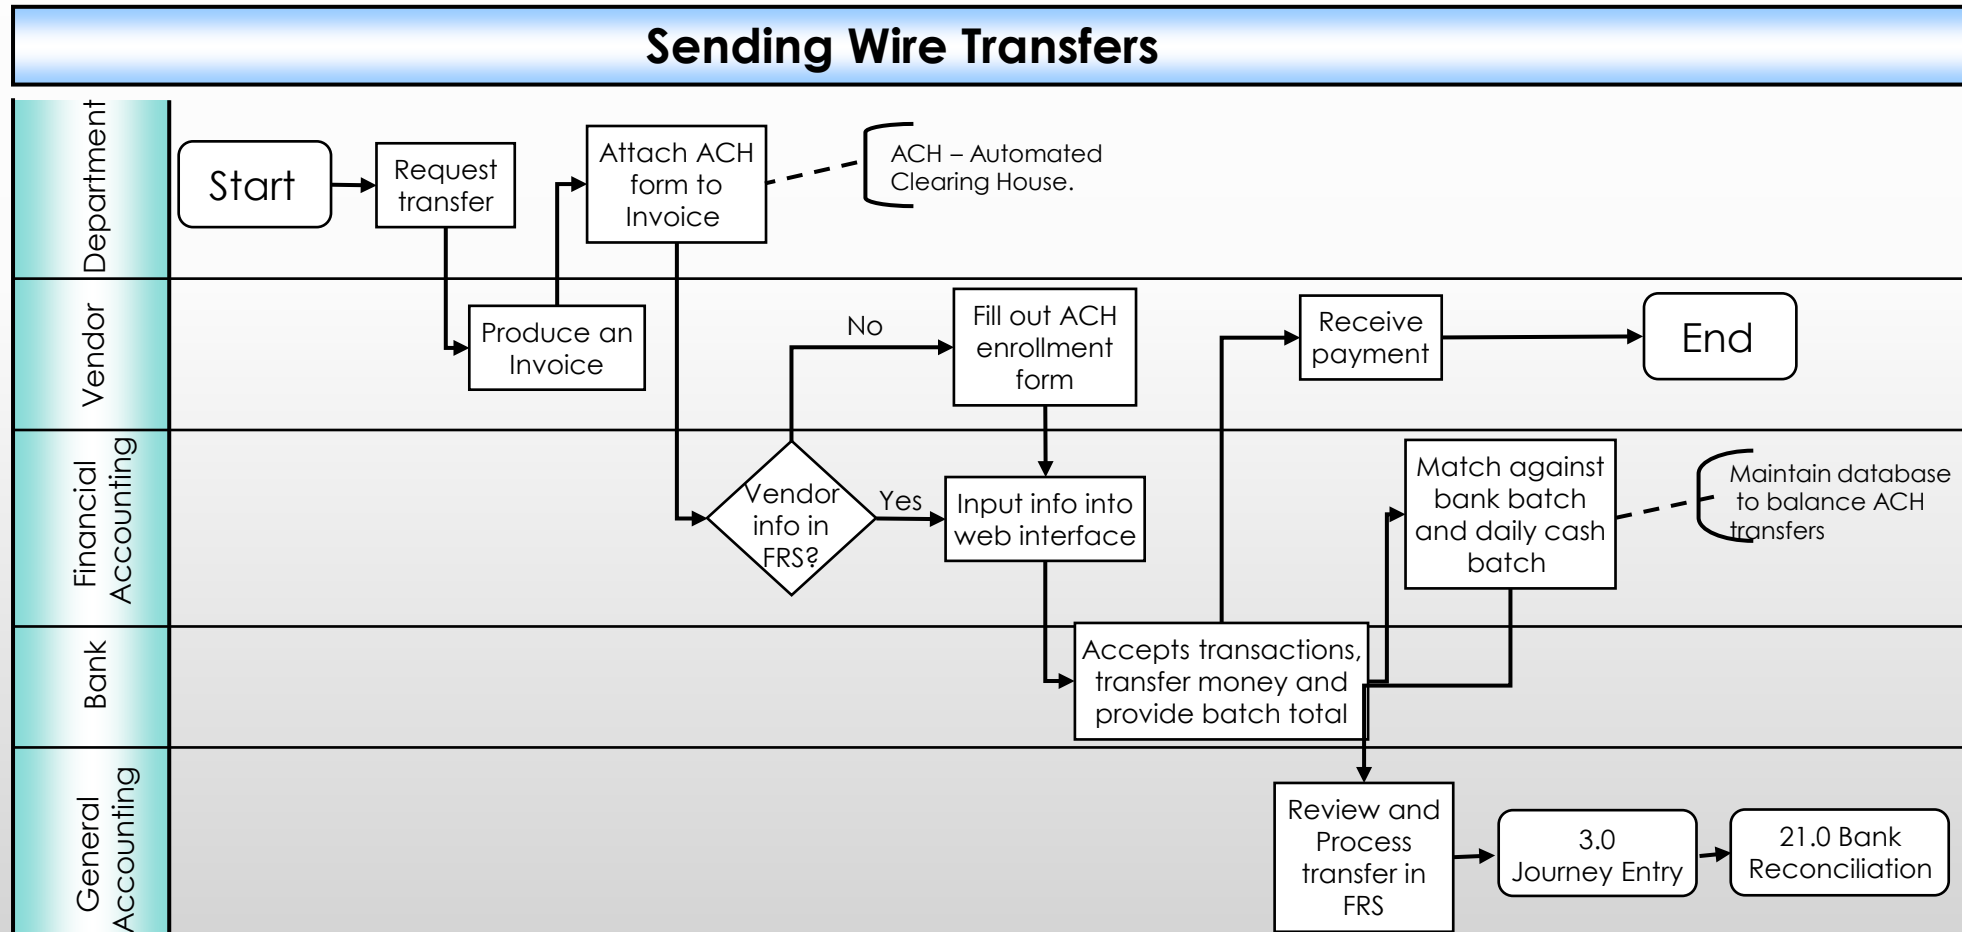 Sending Wire Transfers
Department
Start
Request
transfer
Attach ACH
form to
Invoice
ACH – Automated
Clearing House.
Vendor
Produce an
Invoice
No
Fill out ACH
enrollment
form
Receive
payment
End
Financial
Accounting
Vendor
info in
FRS?
Yes
Input info into
web interface
Match against
bank batch
and daily cash
batch
Maintain database
to balance ACH
transfers
Bank
Accepts transactions,
transfer money and
provide batch total
General
Accounting
Review and
Process
transfer in
FRS
3.0
Journey Entry
21.0 Bank
Reconciliation